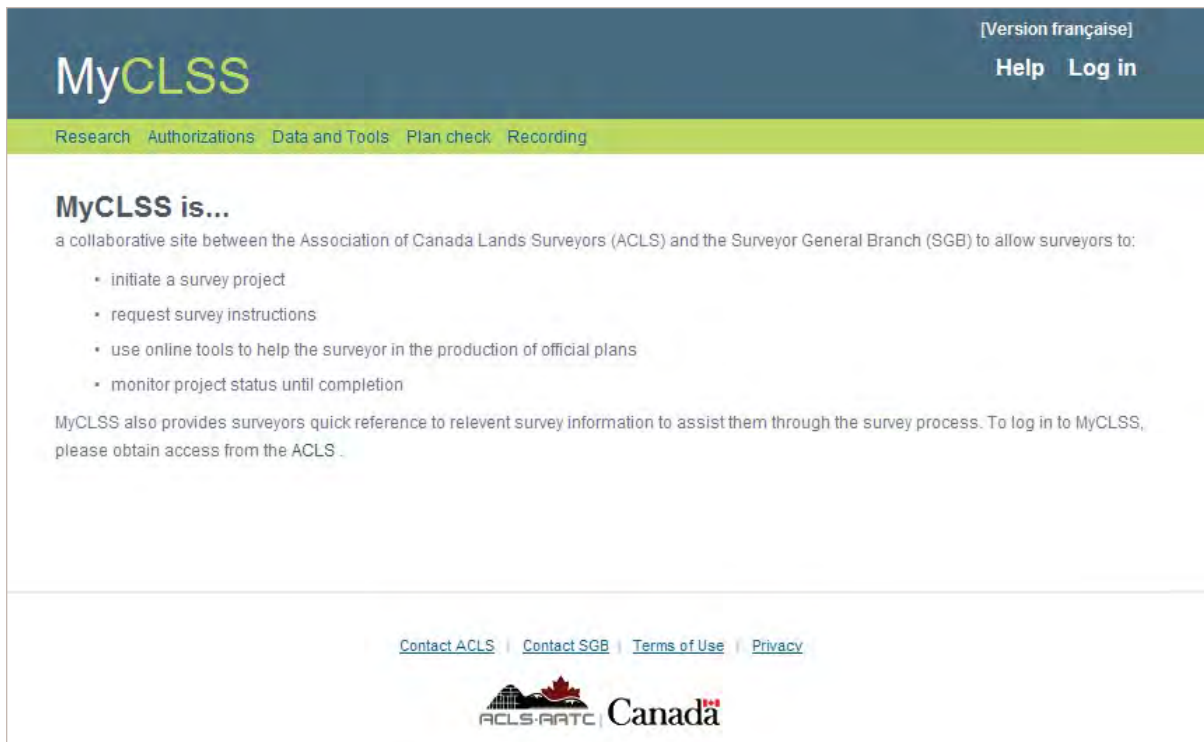 [Version française]
MyCLSS
Help Log in
Research Authorizations Data and Tools Plan check Recording
MyCLSS is...
a collaborative site between the Association of Canada Lands Surveyors (ACLS) and the Surveyor General Branch (SGB) to allow surveyors to:
• initiate a survey project
• request survey instructions
• use online tools to help the surveyor in the production of official plans
• monitor project status until completion
MyCLSS also provides surveyors quick reference to relevent survey information to assist them through the survey process. To log in to MyCLSS,
please obtain access from the ACLS .
Contact ACLS | Contact SGB | Terms of Use | Privacy
ACLS-AATC | Canada